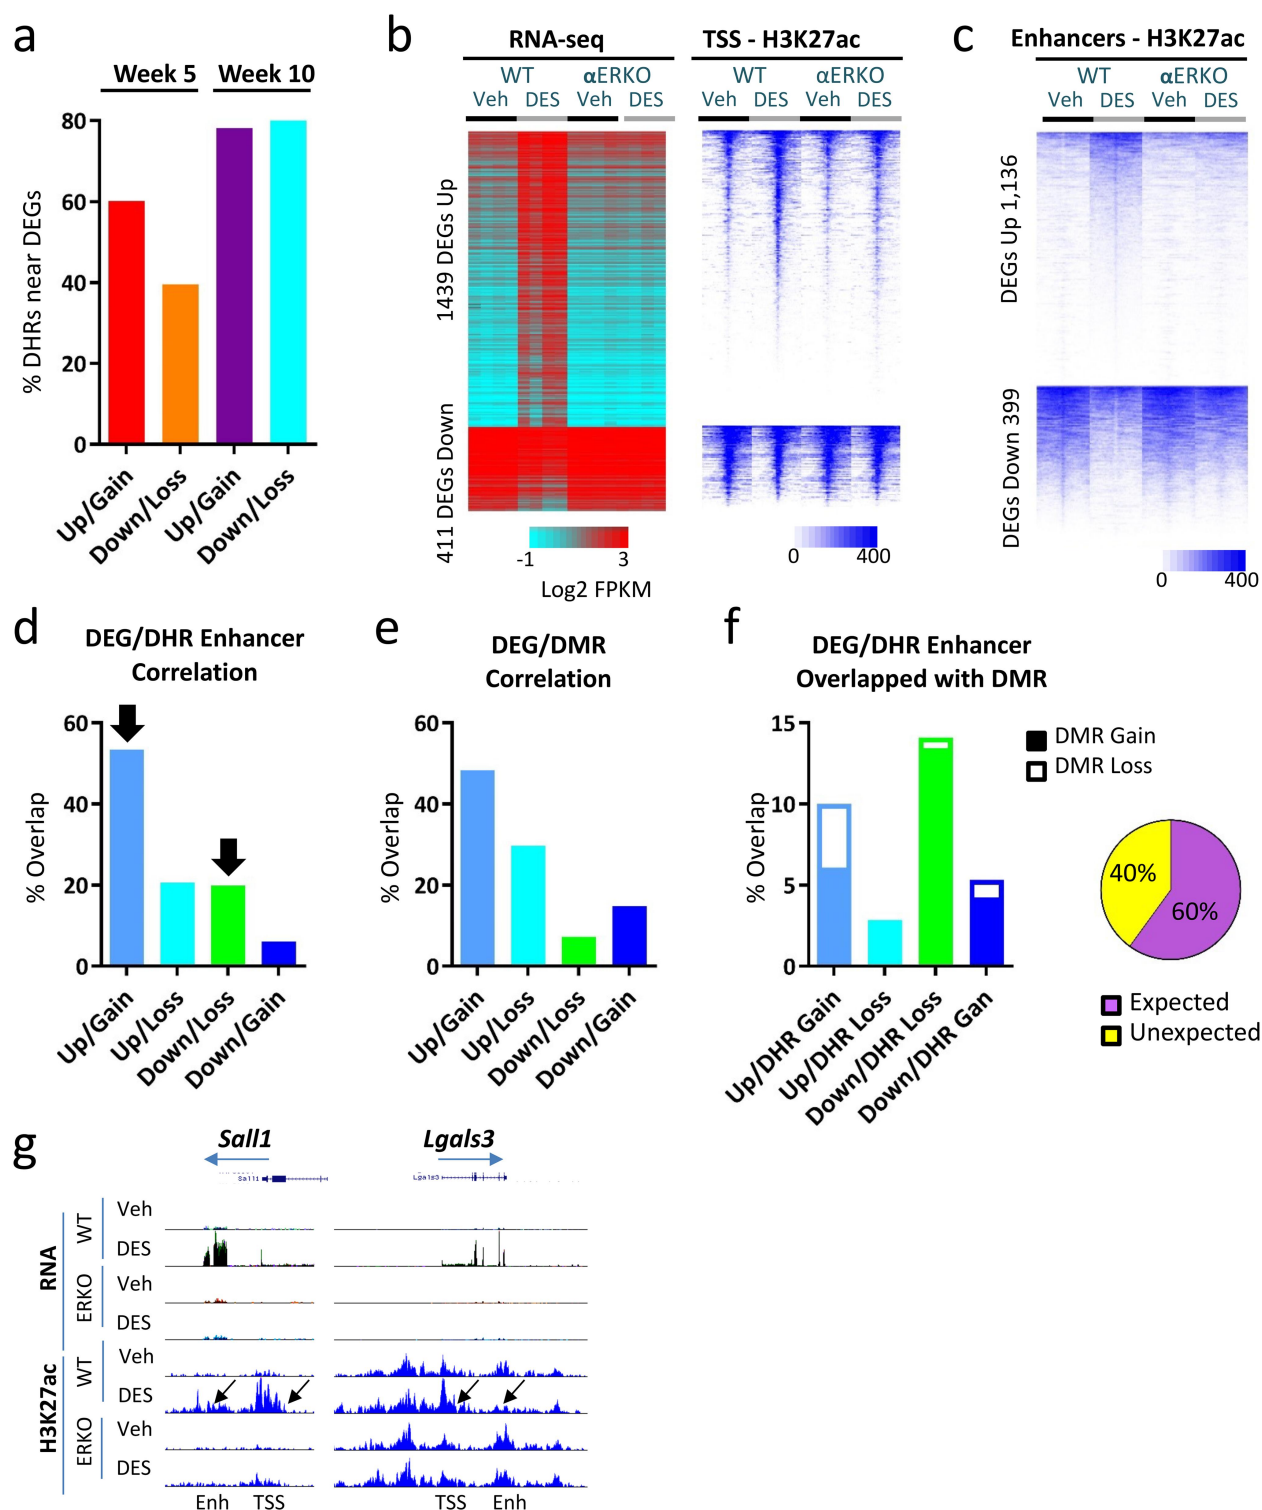 a
Week 5 Week 10
% DHRs near DEGs
80
60
40
20
0
Up/Gain
Down/Loss
Up/Gain
Down/Loss
b
RNA-seq
TSS - H3K27ac
WT αERKO
Veh DES Veh DES
WT αERKO
Veh DES Veh DES
1439 DEGs Up
411 DEGs Down
-1 3
Log2 FPKM
0 400
c
Enhancers - H3K27ac
WT αERKO
Veh DES Veh DES
DEGs Up 1,136
DEGs Down 399
0 400
d
DEG/DHR Enhancer
Correlation
% Overlap
60
40
20
0
Up/Gain
Up/Loss
Down/Loss
Down/Gain
e
DEG/DMR
Correlation
% Overlap
60
40
20
0
Up/Gain
Up/Loss
Down/Loss
Down/Gain
f
DEG/DHR Enhancer
Overlapped with DMR
% Overlap
15
10
5
0
Up/DHR Gain
Up/DHR Loss
Down/DHR Loss
Down/DHR Gan
DMR Gain
DMR Loss
40%
60%
Expected
Unexpected
g
Sall1 Lgals3
Sall1 Lgals3
RNA
WT
Veh
DES
ERKO
Veh
DES
H3K27ac
WT
Veh
DES
ERKO
Veh
DES
Enh TSS TSS Enh